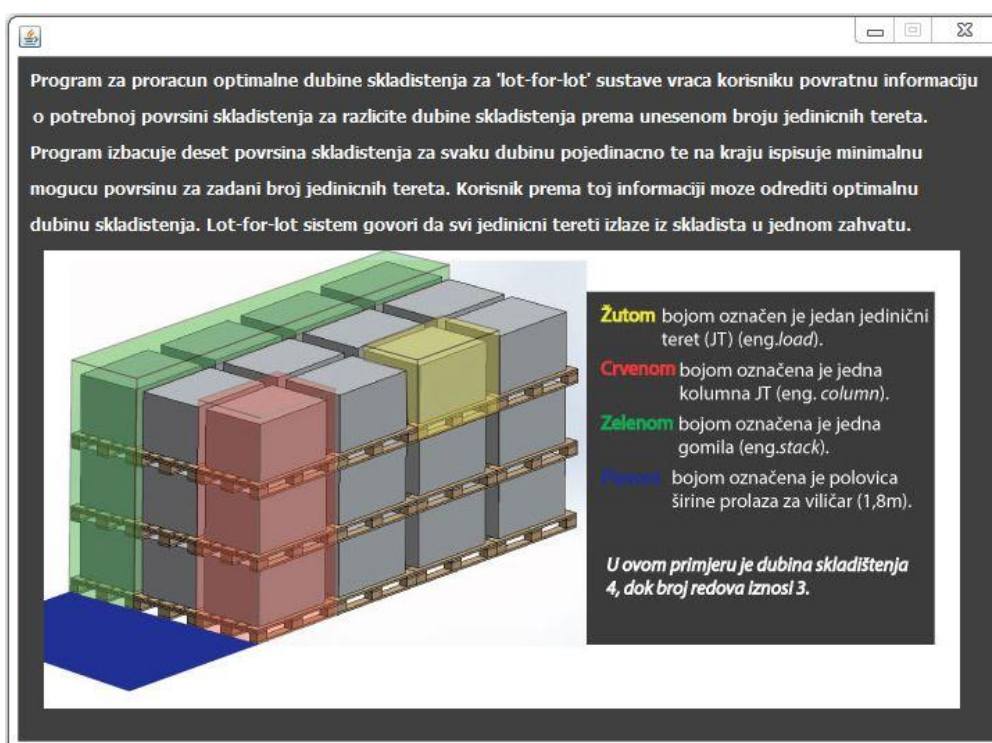 Program za proracun optimalne dubine skladistenja za 'lot-for-lot' sustave vraca korisniku povratnu informaciju
o potrebnoj povrsini skladistenja za razlicite dubine skladistenja prema unesenom broju jedinicnih tereta.
Program izbacuje deset povrsina skladistenja za svaku dubinu pojedinacno te na kraju ispisuje minimalnu
mogucu povrsinu za zadani broj jedinicnih tereta. Korisnik prema toj informaciji moze odrediti optimalnu
dubinu skladistenja. Lot-for-lot sistem govori da svi jedinicni tereti izlaze iz skladista u jednom zahvatu.
Žutom bojom označen je jedan jedinični
teret (JT) (eng.load).
Crvenom bojom označena je jedna
kolumna JT (eng. column).
Zelenom bojom označena je jedna
gomila (eng.stack).
Plavom bojom označena je polovica
širine prolaza za viličar (1,8m).
U ovom primjeru je dubina skladištenja
4, dok broj redova iznosi 3.